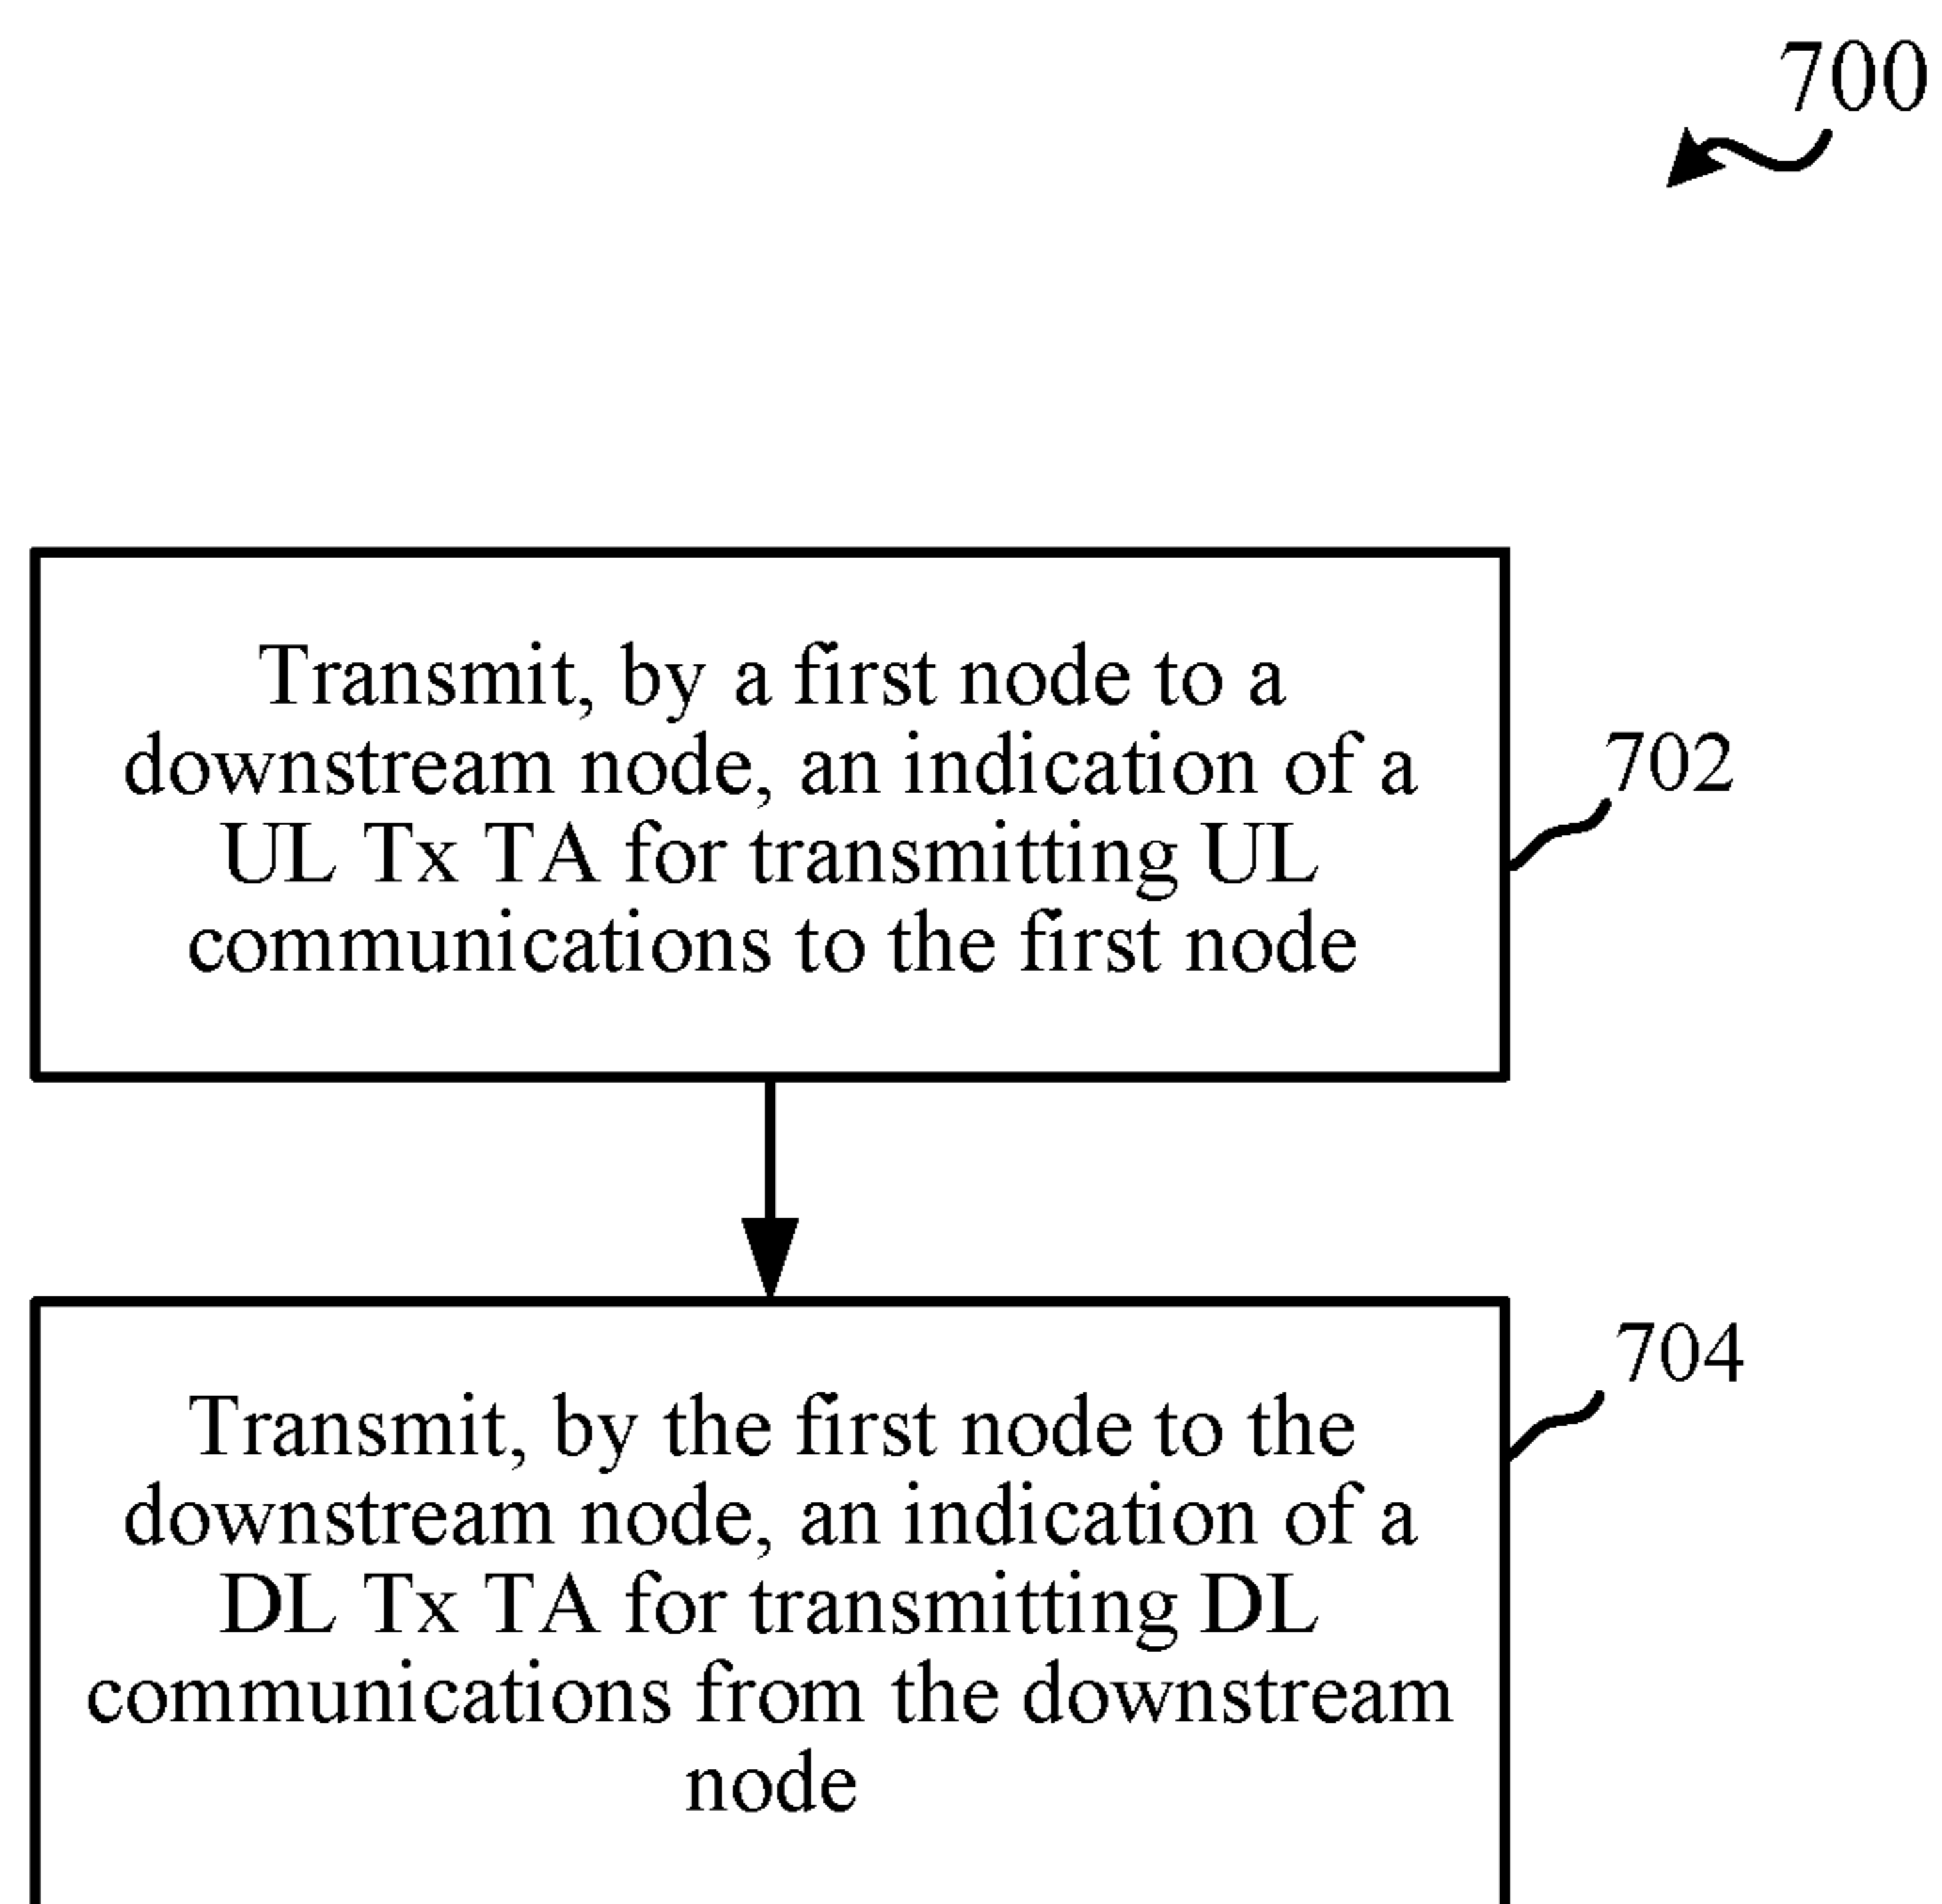 700
Transmit, by a first node to a
downstream node, an indication of a
UL Tx TA for transmitting UL
communications to the first node
702
704
Transmit, by the first node to the
downstream node, an indication of a
DL Tx TA for transmitting DL
communications from the downstream
node